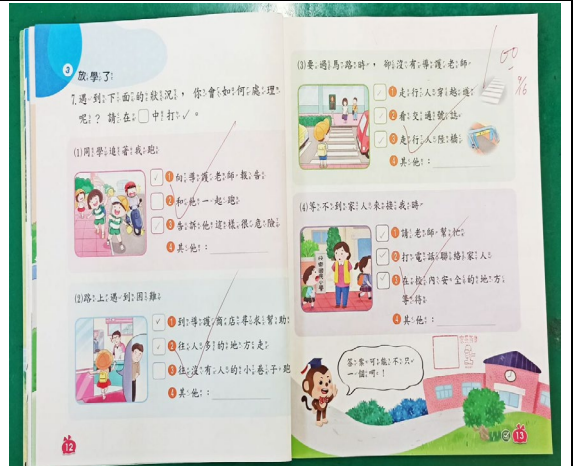 3 放學了
7.遇到下面的狀況，你會如何處理
呢？請在□中打✓。
(1)同學追著我跑
✓ 1 向導護老師報告
2 和他一起跑
✓ 3 告訴他這樣很危險
4 其他：
(2)路上遇到困難
✓ 1 到導護商店尋求幫助
✓ 2 往人多的地方走
3 往沒有人的小巷子跑
4 其他：
12
(3)要過馬路時，卻沒有導護老師
✓ 1 走行人穿越道
✓ 2 看交通號誌
✓ 3 走行人陸橋
4 其他：
(4)等不到家人來接我時
✓ 1 請老師幫忙
✓ 2 打電話聯絡家人
✓ 3 在校內安全的地方
等待
4 其他：
答案可能不只
一個喔！
13